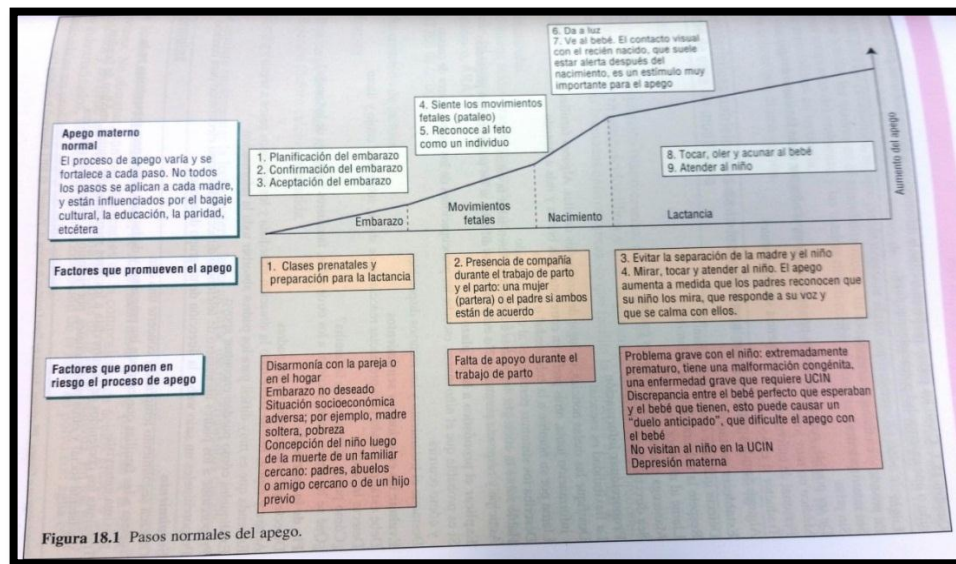 6. Da a luz
7. Ve al bebé. El contacto visual
con el recién nacido, que suele
estar alerta después del
nacimiento, es un estímulo muy
importante para el apego
4. Siente los movimientos
fetales (pataleo)
5. Reconoce al feto
como un individuo
Apego materno
normal
El proceso de apego varía y se
fortalece a cada paso. No todos
los pasos se aplican a cada madre,
y están influenciados por el bagaje
cultural, la educación, la paridad,
etcétera
1. Planificación del embarazo
2. Confirmación del embarazo
3. Aceptación del embarazo
8. Tocar, oler y acunar al bebé
9. Atender al niño
Aumento del apego
Embarazo
Movimientos
fetales
Nacimiento
Lactancia
Factores que promueven el apego
1. Clases prenatales y
preparación para la lactancia
2. Presencia de compañía
durante el trabajo de parto
y el parto: una mujer
(partera) o el padre si ambos
están de acuerdo
3. Evitar la separación de la madre y el niño
4. Mirar, tocar y atender al niño. El apego
aumenta a medida que los padres reconocen que
su niño los mira, que responde a su voz y
que se calma con ellos.
Factores que ponen en
riesgo el proceso de apego
Disarmonía con la pareja o
en el hogar
Embarazo no deseado
Situación socioeconómica
adversa; por ejemplo, madre
soltera, pobreza
Concepción del niño luego
de la muerte de un familiar
cercano: padres, abuelos
o amigo cercano o de un hijo
previo
Falta de apoyo durante el
trabajo de parto
Problema grave con el niño: extremadamente
prematuro, tiene una malformación congénita,
una enfermedad grave que requiere UCIN
Discrepancia entre el bebé perfecto que esperaban
y el bebé que tienen, esto puede causar un
"duelo anticipado", que dificulte el apego con
el bebé
No visitan al niño en la UCIN
Depresión materna
Figura 18.1 Pasos normales del apego.